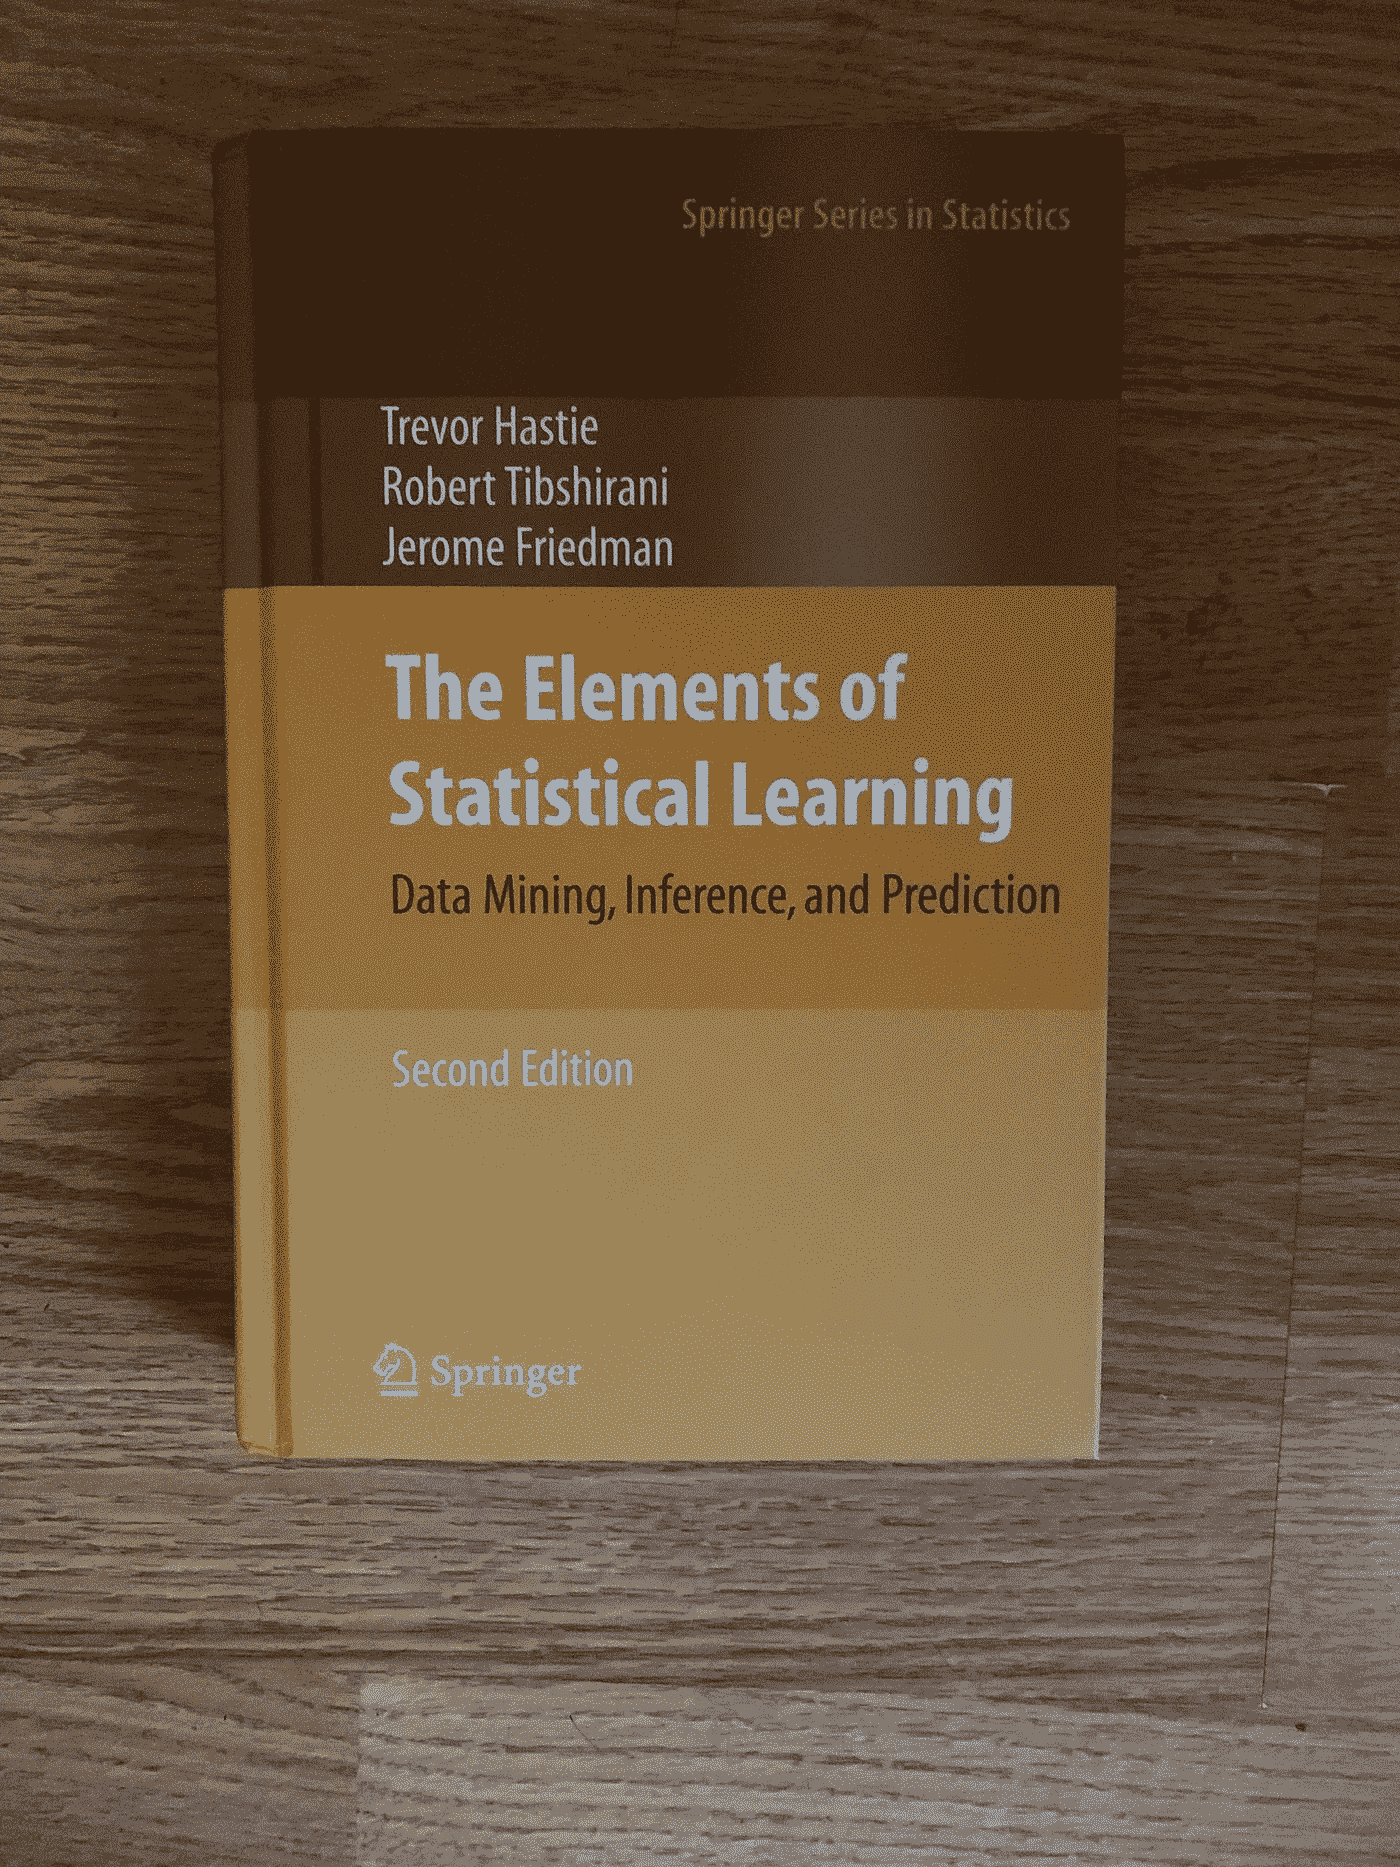 Springer Series in Statistics
Trevor Hastie
Robert Tibshirani
Jerome Friedman
The Elements of
Statistical Learning
Data Mining, Inference, and Prediction
Second Edition
Springer